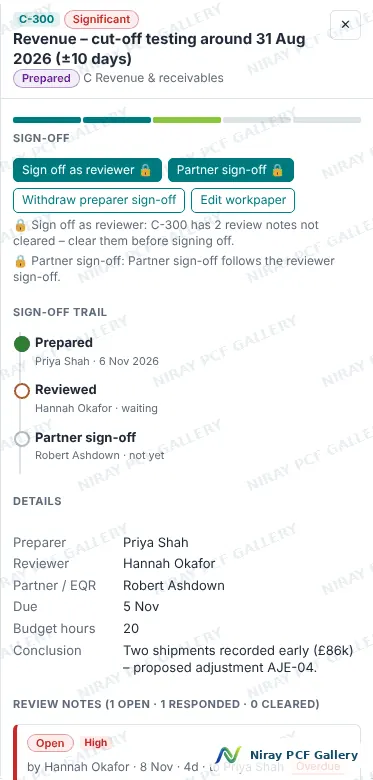 C-300 Significant
Revenue – cut-off testing around 31 Aug
2026 (±10 days)
Prepared C Revenue & receivables
SIGN-OFF
Sign off as reviewer 🔒 Partner sign-off 🔒
Withdraw preparer sign-off Edit workpaper
🔒 Sign off as reviewer: C-300 has 2 review notes not
cleared – clear them before signing off.
🔒 Partner sign-off: Partner sign-off follows the reviewer
sign-off.
SIGN-OFF TRAIL
Prepared
Priya Shah · 6 Nov 2026
Reviewed
Hannah Okafor · waiting
Partner sign-off
Robert Ashdown · not yet
DETAILS
Preparer Priya Shah
Reviewer Hannah Okafor
Partner / EQR Robert Ashdown
Due 5 Nov
Budget hours 20
Conclusion Two shipments recorded early (£86k)
– proposed adjustment AJE-04.
REVIEW NOTES (1 OPEN · 1 RESPONDED · 0 CLEARED)
Open High
by Hannah Okafor · 8 Nov · 4d · Priya Shah Overdue
Niray PCF Gallery
NIRAY PCF GALLERY